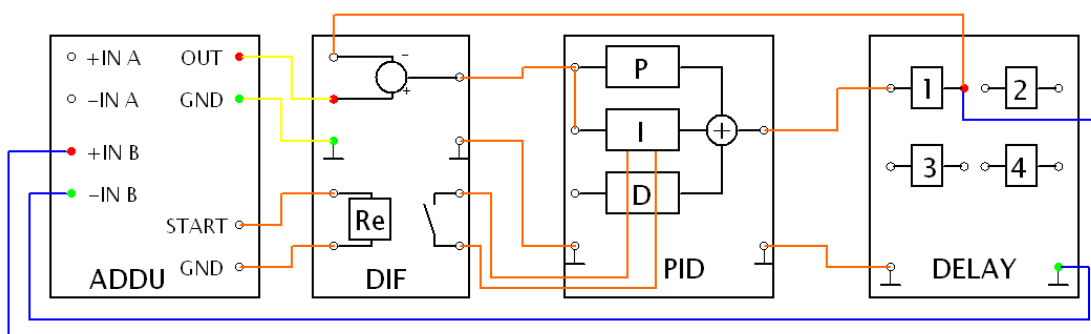 +IN A OUT
-IN A GND
+IN B
-IN B
START
GND
ADDU
-
+
Re
DIF
P
I
+
D
PID
1 2
3 4
DELAY